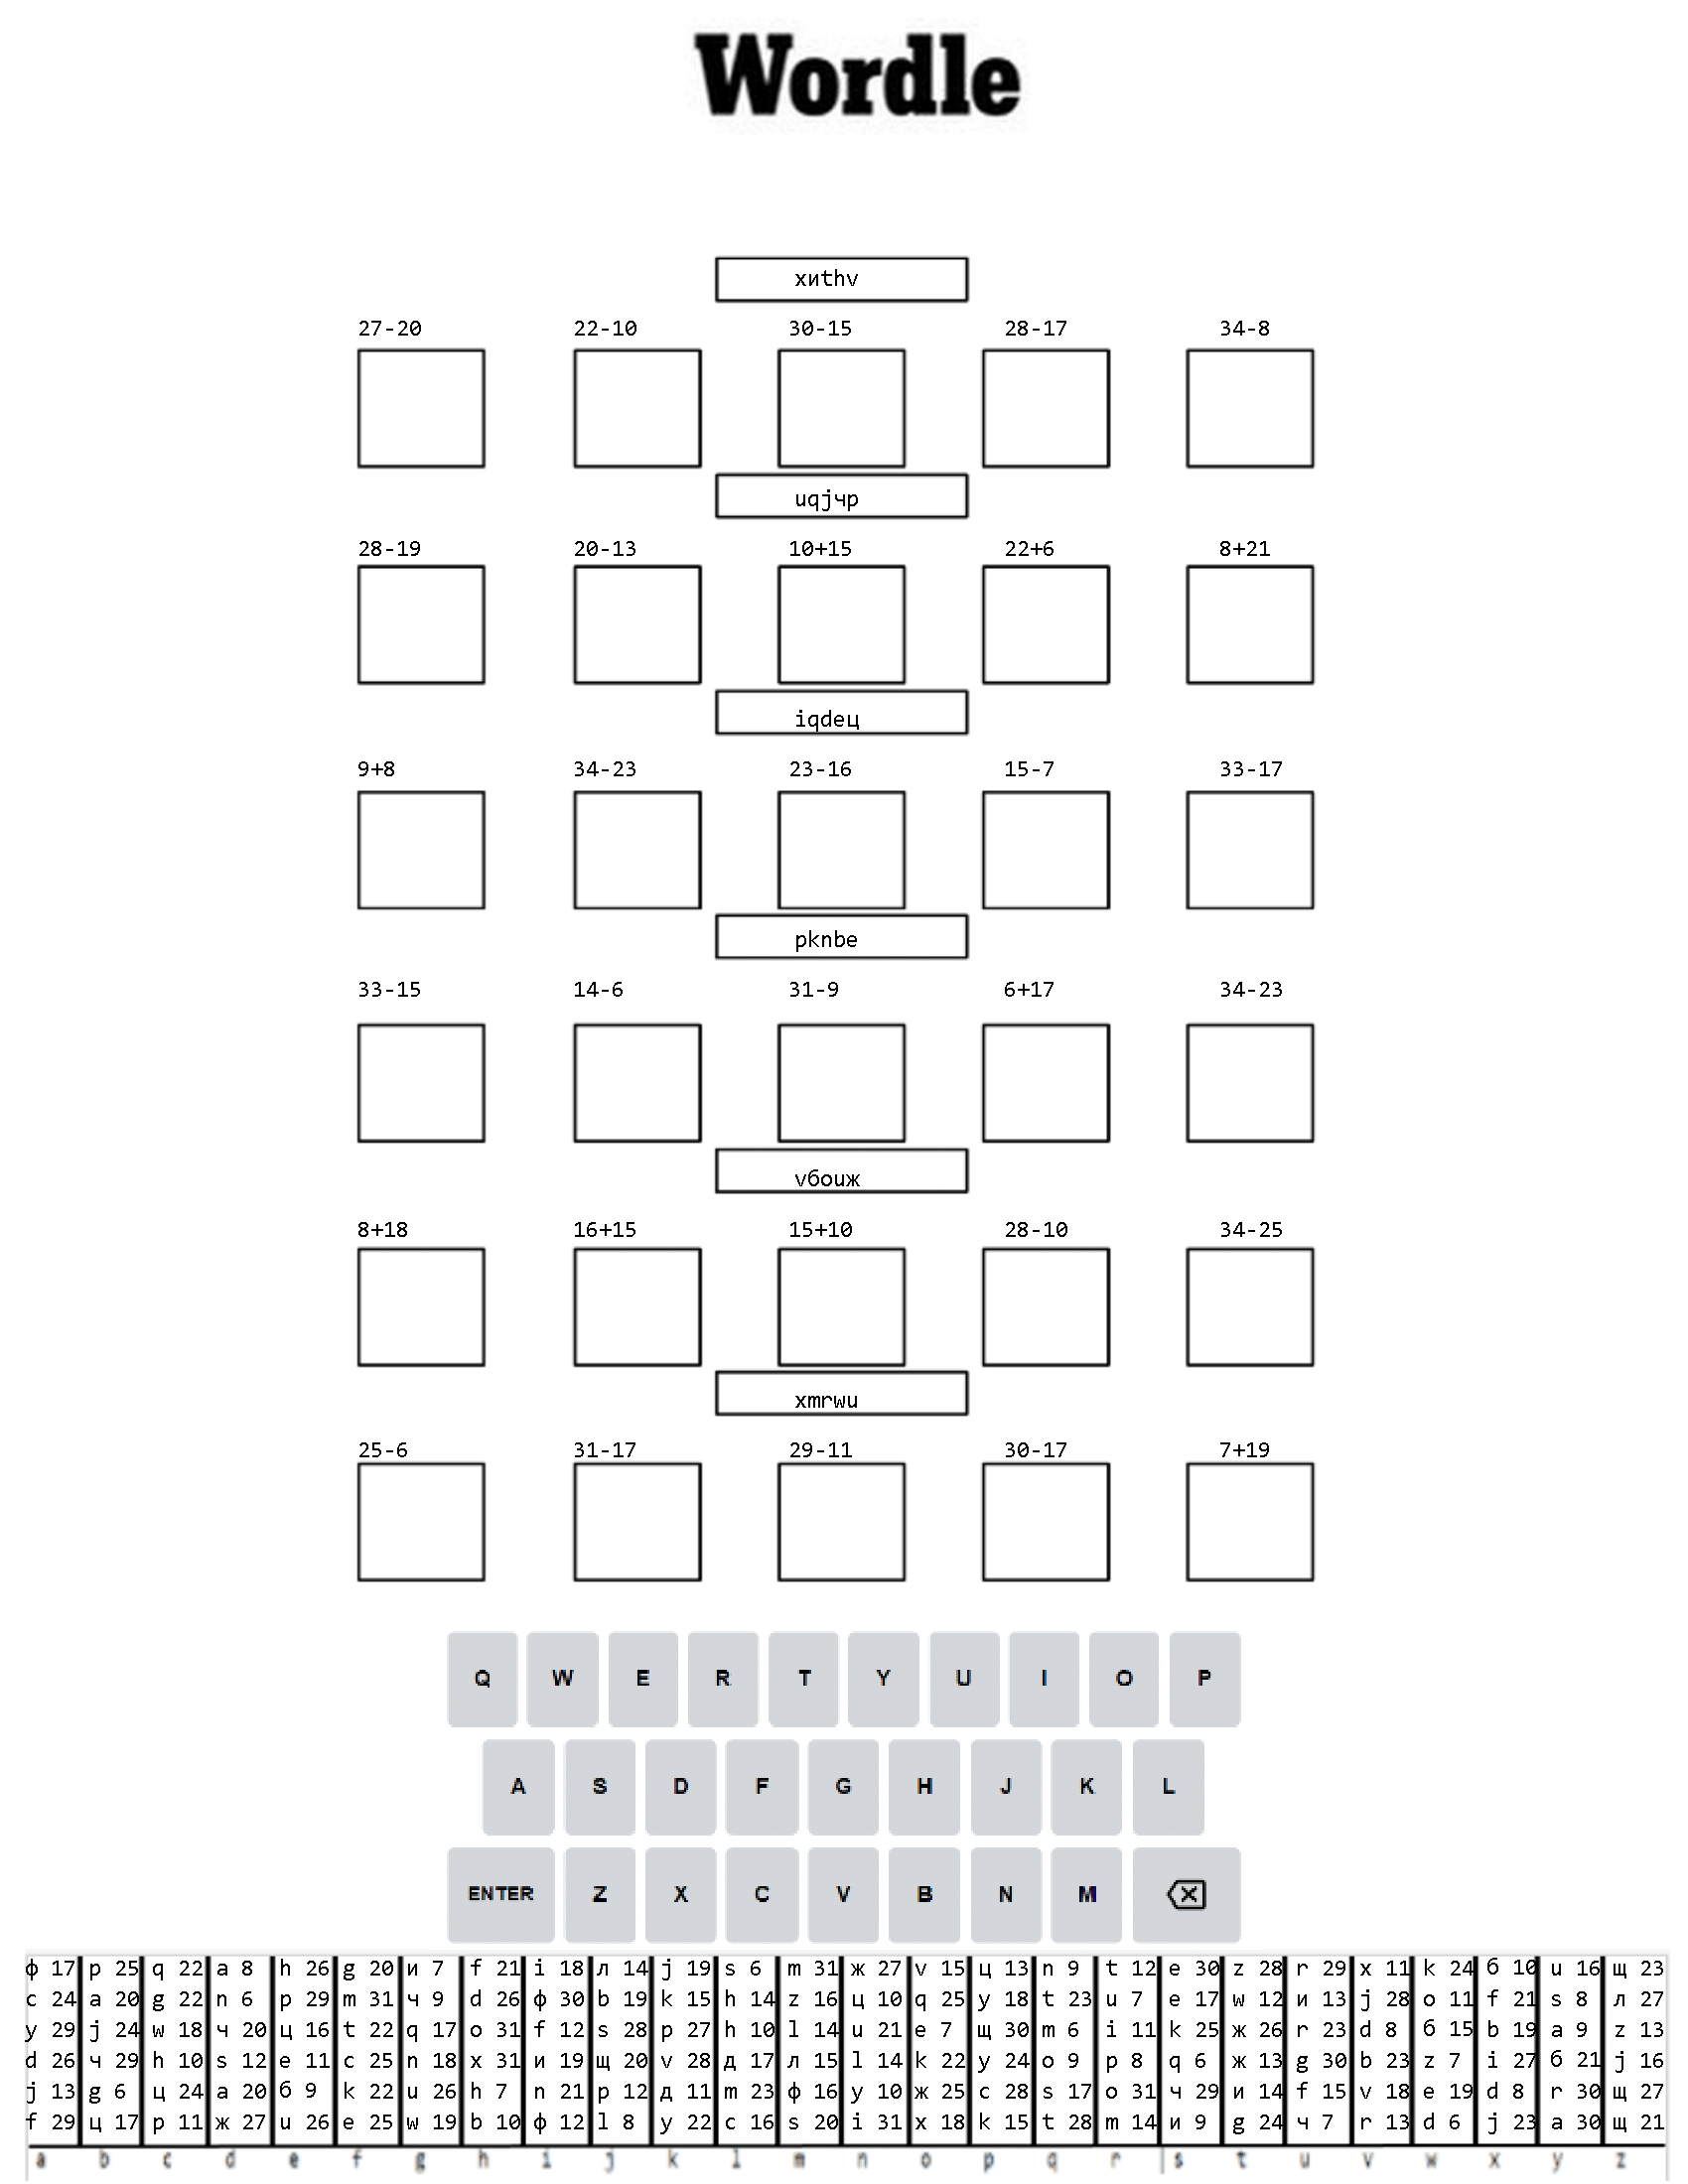 Wordle
xиthv
27-20 22-10 30-15 28-17 34-8
uqjчp
28-19 20-13 10+15 22+6 8+21
iqdeц
9+8 34-23 23-16 15-7 33-17
pknbe
33-15 14-6 31-9 6+17 34-23
vбouж
8+18 16+15 15+10 28-10 34-25
xmrwu
25-6 31-17 29-11 30-17 7+19
Q W E R T Y U I O P
A S D F G H J K L
ENTER Z X C V B N M
ф 17 p 25 q 22 a 8 h 26 g 20 и 7 f 21 i 18 л 14 j 19 s 6 m 31 ж 27 v 15 ц 13 n 9 t 12 e 30 z 28 r 29 x 11 k 24 б 10 u 16 щ 23
c 24 a 20 g 22 n 6 p 29 m 31 ч 9 d 26 ф 30 b 19 k 15 h 14 z 16 ц 10 q 25 y 18 t 23 u 7 e 17 w 12 и 13 j 28 o 11 f 21 s 8 л 27
y 29 j 24 w 18 ч 20 ц 16 t 22 q 17 o 31 f 12 s 28 p 27 h 10 l 14 u 21 e 7 щ 30 m 6 i 11 k 25 ж 26 r 23 d 8 б 15 b 19 a 9 z 13
d 26 ч 29 h 10 s 12 e 11 c 25 n 18 x 31 и 19 щ 20 v 28 д 17 л 15 l 14 k 22 y 24 o 9 p 8 q 6 ж 13 g 30 b 23 z 7 i 27 б 21 j 16
j 13 g 6 ц 24 a 20 б 9 k 22 u 26 h 7 n 21 p 12 д 11 m 23 ф 16 y 10 ж 25 c 28 s 17 o 31 ч 29 и 14 f 15 v 18 e 19 d 8 r 30 щ 27
f 29 ц 17 p 11 ж 27 u 26 e 25 w 19 b 10 ф 12 l 8 y 22 c 16 s 20 i 31 x 18 k 15 t 28 m 14 и 9 g 24 ч 7 r 13 d 6 j 23 a 30 щ 21
a b c d e f g h i j k l m n o p q r s t u v w x y z